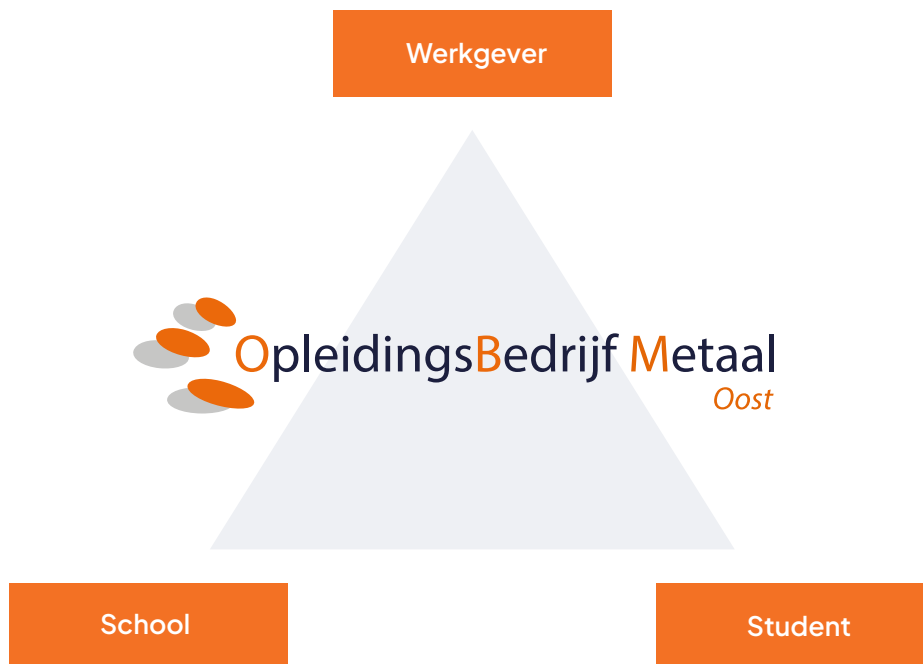 Werkgever
OpleidingsBedrijf Metaal
Oost
School
Student